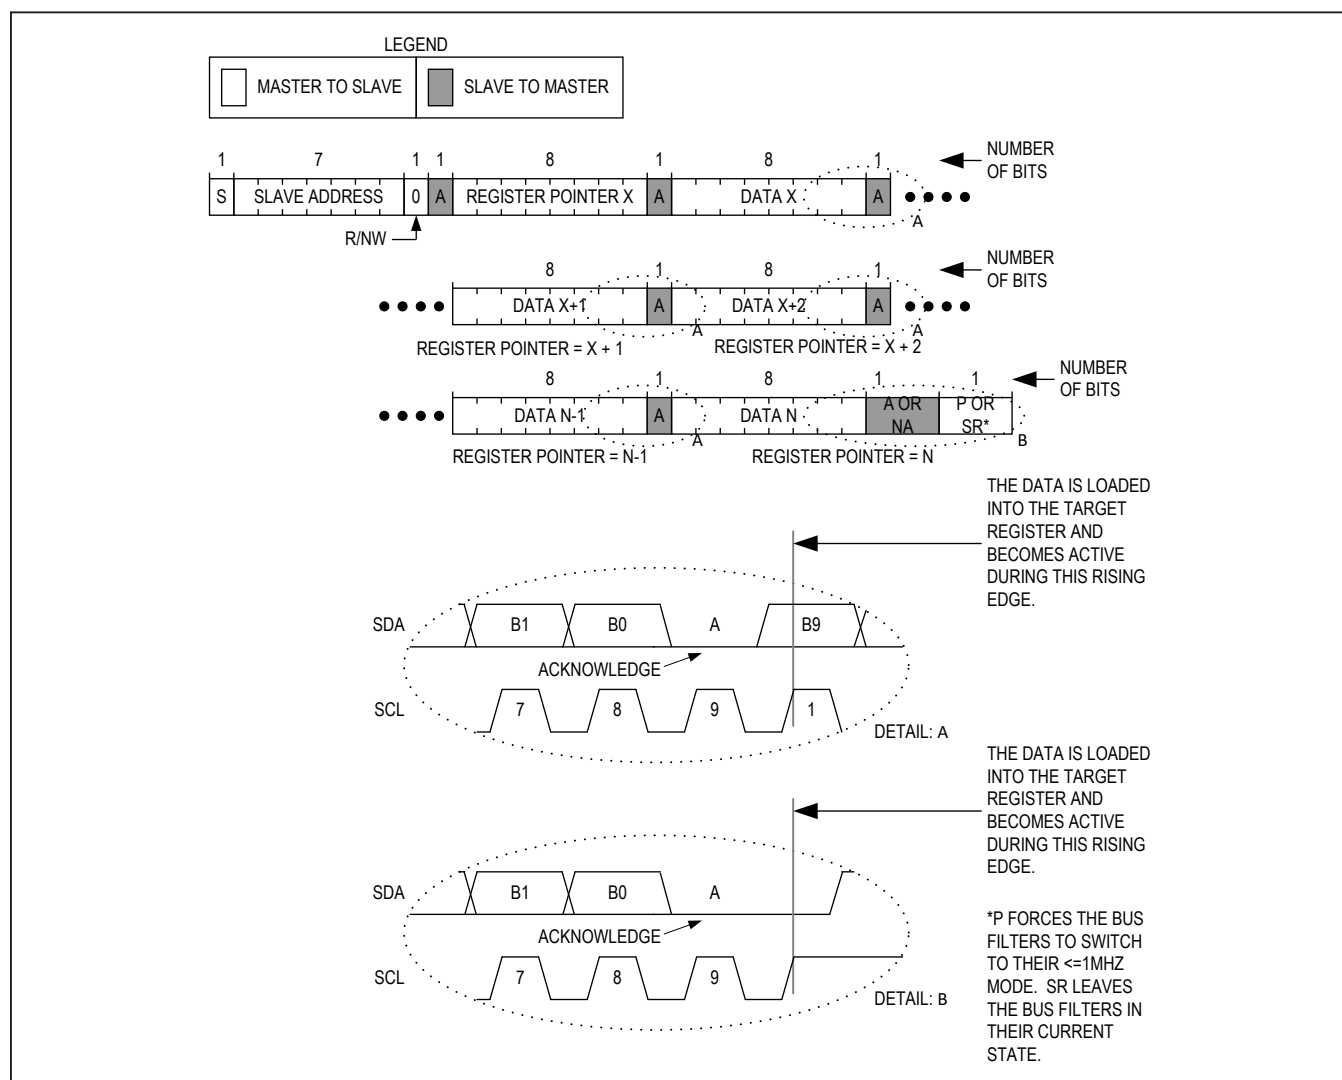 LEGEND
MASTER TO SLAVE
SLAVE TO MASTER
1 7 1 1 8 1 8 1
NUMBER
OF BITS
S SLAVE ADDRESS 0 A REGISTER POINTER X A DATA X A
A
R/NW
8 1 8 1
NUMBER
OF BITS
DATA X+1 A DATA X+2 A
A A
REGISTER POINTER = X + 1 REGISTER POINTER = X + 2
8 1 8 1 1
NUMBER
OF BITS
DATA N-1 A DATA N
A OR
NA
P OR
SR*
A B
REGISTER POINTER = N-1 REGISTER POINTER = N
THE DATA IS LOADED
INTO THE TARGET
REGISTER AND
BECOMES ACTIVE
DURING THIS RISING
EDGE.
SDA B1 B0 A B9
ACKNOWLEDGE
SCL 7 8 9 1
DETAIL: A
THE DATA IS LOADED
INTO THE TARGET
REGISTER AND
BECOMES ACTIVE
DURING THIS RISING
EDGE.
SDA B1 B0 A
ACKNOWLEDGE
SCL 7 8 9
DETAIL: B
*P FORCES THE BUS
FILTERS TO SWITCH
TO THEIR <=1MHZ
MODE. SR LEAVES
THE BUS FILTERS IN
THEIR CURRENT
STATE.